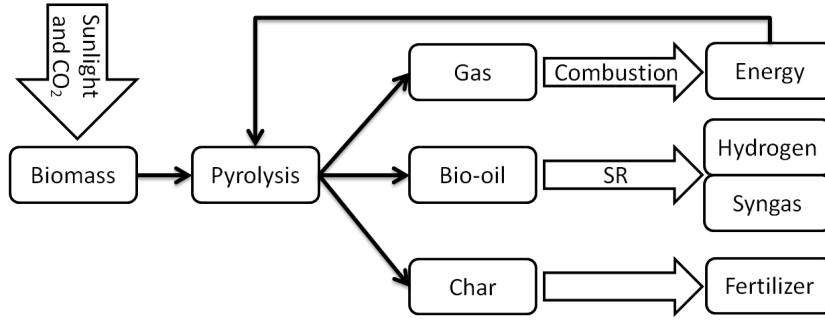 Sunlight
and CO₂
Gas
Combustion
Energy
Biomass
Pyrolysis
Bio-oil
SR
Hydrogen
Syngas
Char
Fertilizer